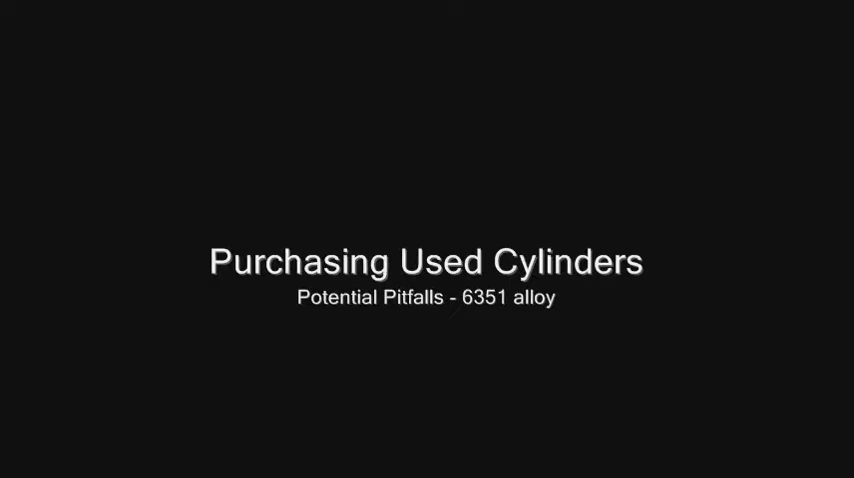 Purchasing Used Cylinders
Potential Pitfalls - 6351 alloy